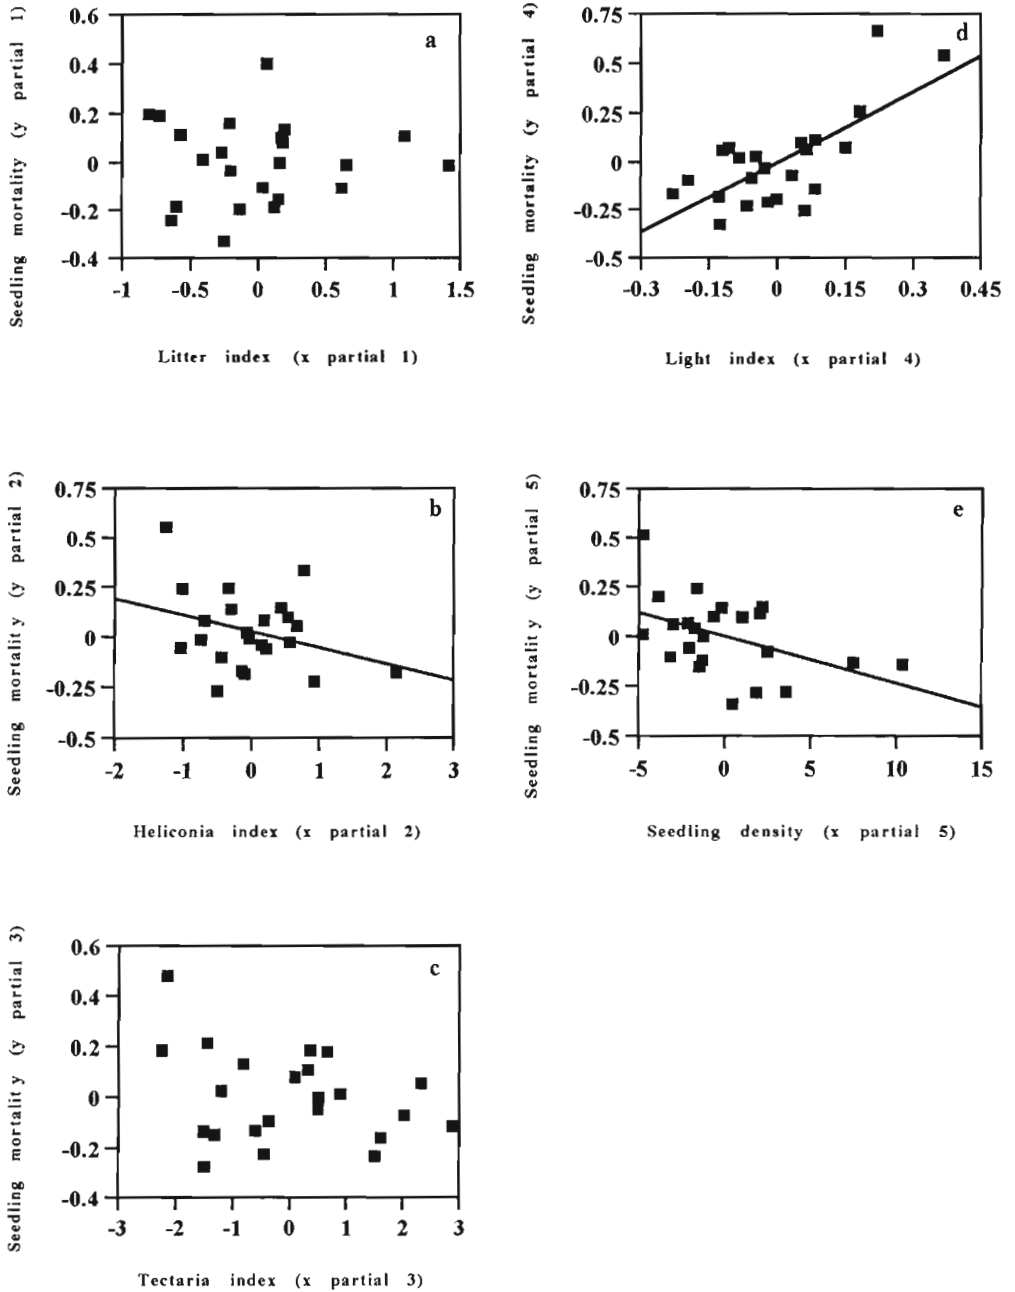 Seedling mortality (y partial 1)
0.6
0.4
0.2
0
-0.2
-0.4
a
-1 -0.5 0 0.5 1 1.5
Litter index (x partial 1)
Seedling mortality (y partial 4)
0.75
0.5
0.25
0
-0.25
-0.5
d
-0.3 -0.15 0 0.15 0.3 0.45
Light index (x partial 4)
Seedling mortality (y partial 2)
0.75
0.5
0.25
0
-0.25
-0.5
b
-2 -1 0 1 2 3
Heliconia index (x partial 2)
Seedling mortality (y partial 5)
0.75
0.5
0.25
0
-0.25
-0.5
e
-5 0 5 10 15
Seedling density (x partial 5)
Seedling mortality (y partial 3)
0.6
0.4
0.2
0
-0.2
-0.4
c
-3 -2 -1 0 1 2 3
Tectaria index (x partial 3)